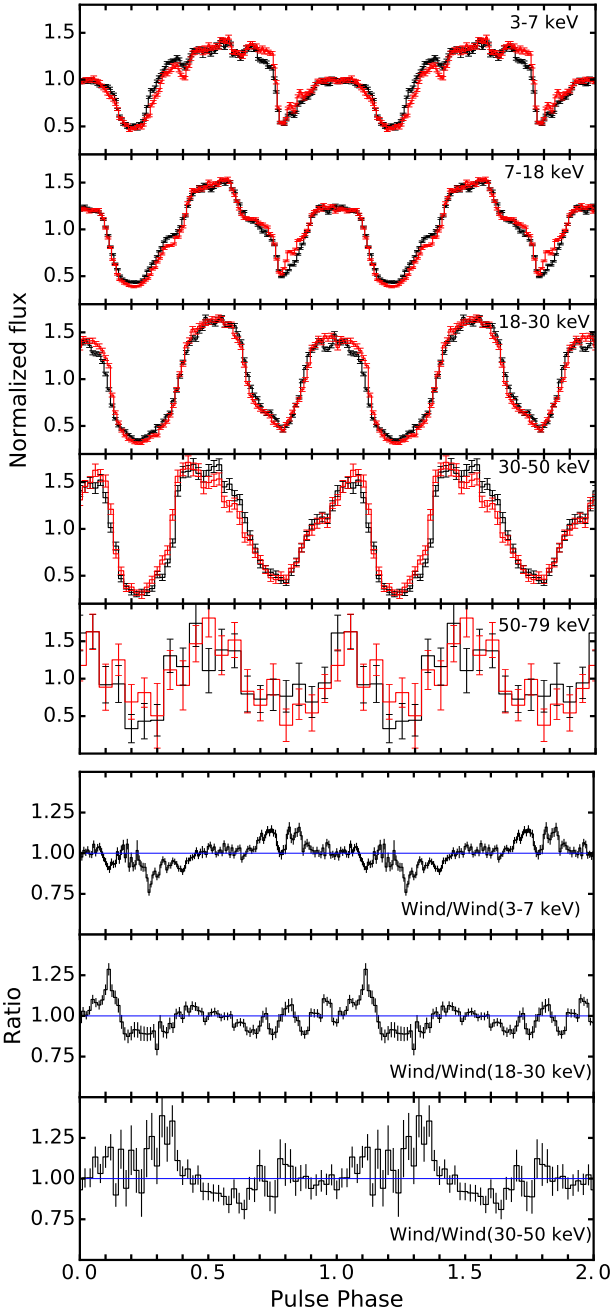 3-7 keV
1.5
1.0
0.5
7-18 keV
1.5
1.0
0.5
18-30 keV
1.5
1.0
0.5
30-50 keV
1.5
1.0
0.5
50-79 keV
1.5
1.0
0.5
Normalized flux
1.25
1.00
0.75
Wind/Wind(3-7 keV)
1.25
1.00
0.75
Wind/Wind(18-30 keV)
1.25
1.00
0.75
Wind/Wind(30-50 keV)
Ratio
0.0 0.5 1.0 1.5 2.0
Pulse Phase